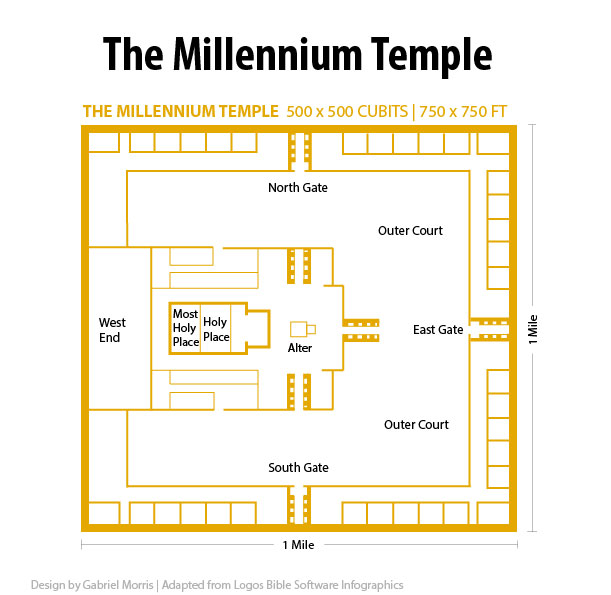 The Millennium Temple
THE MILLENNIUM TEMPLE 500 x 500 CUBITS | 750 x 750 FT
North Gate
Outer Court
West
End
Most
Holy
Place
Holy
Place
Alter
East Gate
1 Mile
Outer Court
South Gate
1 Mile
Design by Gabriel Morris | Adapted from Logos Bible Software Infographics